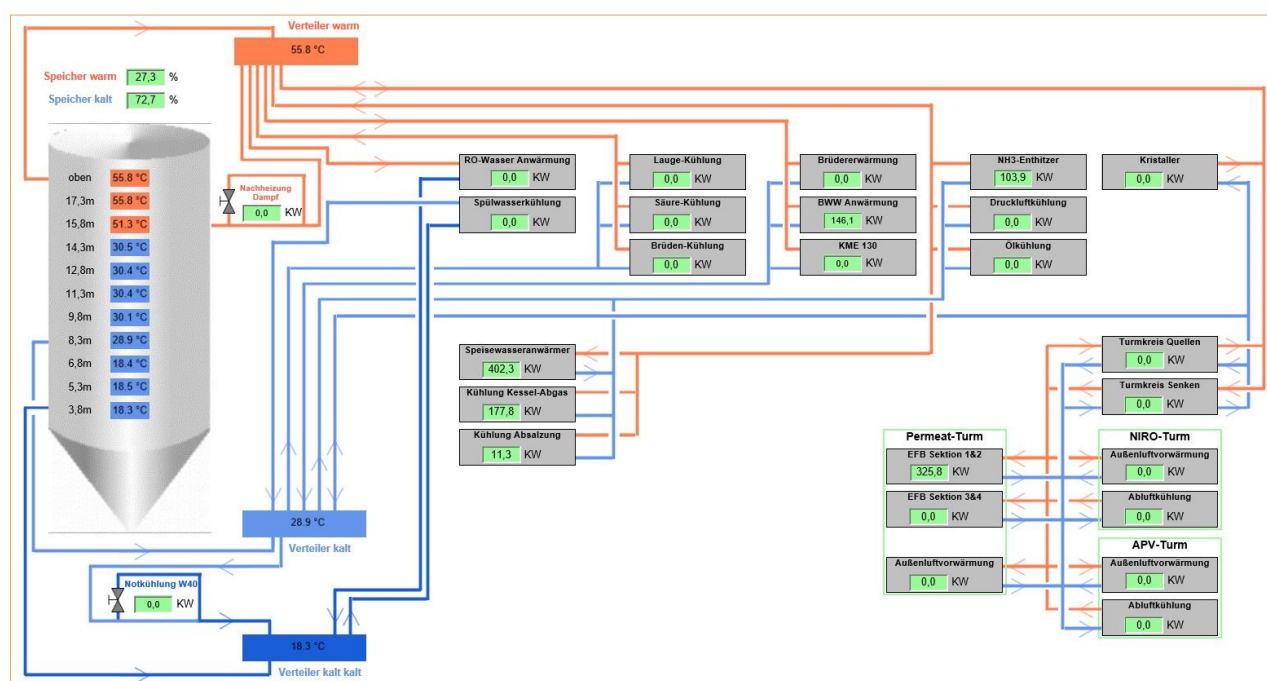 Verteiler warm
55.8 °C
Speicher warm 27,3 %
Speicher kalt 72,7 %
oben 55.8 °C
17,3m 55.8 °C
15,8m 51.3 °C
14,3m 30.5 °C
12,8m 30.4 °C
11,3m 30.4 °C
9,8m 30.1 °C
8,3m 28.9 °C
6,8m 18.4 °C
5,3m 18.5 °C
3,8m 18.3 °C
Nachheizung
Dampf
0,0 KW
RO-Wasser Anwärmung
0,0 KW
Spülwasserkühlung
0,0 KW
Lauge-Kühlung
0,0 KW
Säure-Kühlung
0,0 KW
Brüden-Kühlung
0,0 KW
Brüdererwärmung
0,0 KW
BWW Anwärmung
146,1 KW
KME 130
0,0 KW
NH3-Enthitzer
103,9 KW
Druckluftkühlung
0,0 KW
Ölkühlung
0,0 KW
Kristaller
0,0 KW
Speisewasseranwärmer
402,3 KW
Kühlung Kessel-Abgas
177,8 KW
Kühlung Absalzung
11,3 KW
Turmkreis Quellen
0,0 KW
Turmkreis Senken
0,0 KW
Permeat-Turm
EFB Sektion 1&2
325,8 KW
EFB Sektion 3&4
0,0 KW
Außenluftvorwärmung
0,0 KW
NIRO-Turm
Außenluftvorwärmung
0,0 KW
Abluftkühlung
0,0 KW
APV-Turm
Außenluftvorwärmung
0,0 KW
Abluftkühlung
0,0 KW
28.9 °C
Verteiler kalt
Notkühlung W40
0,0 KW
18.3 °C
Verteiler kalt kalt